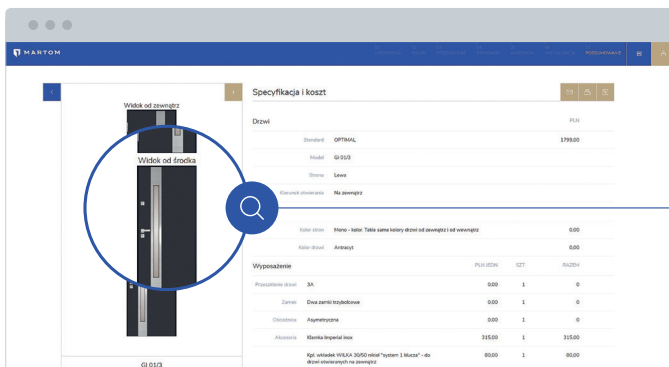 MARTOM
PODSUMOWANIE
Widok od zewnątrz
Widok od środka
GI 01/3
Specyfikacja i koszt
Drzwi PLN
Standard OPTIMAL 1799,00
Model GI 01/3
Strona Lewe
Kierunek otwierania Na zewnątrz
Kolor stron Mono - kolor. Takie same kolory drzwi od zewnątrz i od wewnątrz 0,00
Kolor drzwi Antracyt 0,00
Wyposażenie PLN/JEDN SZT RAZEM
Przeszklenie drzwi 3A 0,00 1 0
Zamek Dwa zamki trzybolcowe 0,00 1 0
Ościeżnica Asymetryczna 0,00 1 0
Akcesoria Klamka Imperial inox 315,00 1 315,00
Kpl. wkładek WILKA 30/50 nikiel "system 1 klucza" - do 80,00 1 80,00
drzwi otwieranych na zewnątrz